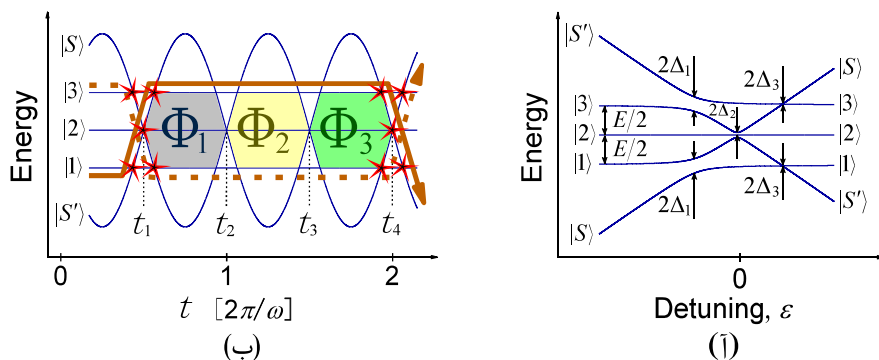 Energy
|S⟩
|3⟩
|2⟩
|1⟩
|S′⟩
Φ₁ Φ₂ Φ₃
t₁ t₂ t₃ t₄
0 1 2
t [2π/ω]
(ب)
Energy
|S′⟩
|3⟩
|2⟩
|1⟩
|S⟩
E/2
E/2
2Δ₁
2Δ₂
2Δ₃
2Δ₁
2Δ₃
|S⟩
|3⟩
|2⟩
|1⟩
|S′⟩
0
Detuning, ε
(آ)